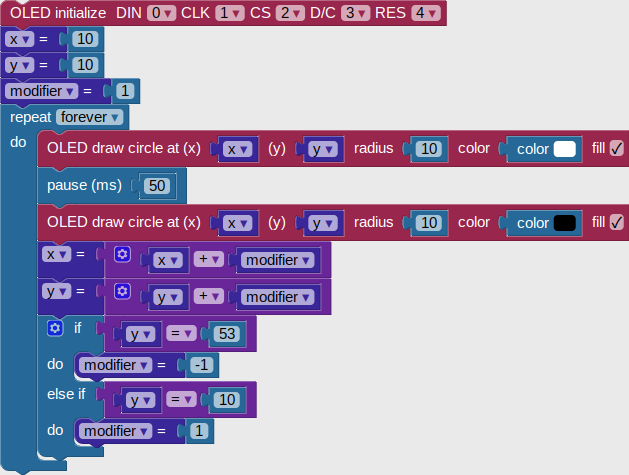 OLED initialize DIN 0 CLK 1 CS 2 D/C 3 RES 4
x = 10
y = 10
modifier = 1
repeat forever
do
OLED draw circle at (x) x (y) y radius 10 color color fill ✓
pause (ms) 50
OLED draw circle at (x) x (y) y radius 10 color color fill ✓
x = x + modifier
y = y + modifier
if y = 53
do modifier = -1
else if y = 10
do modifier = 1